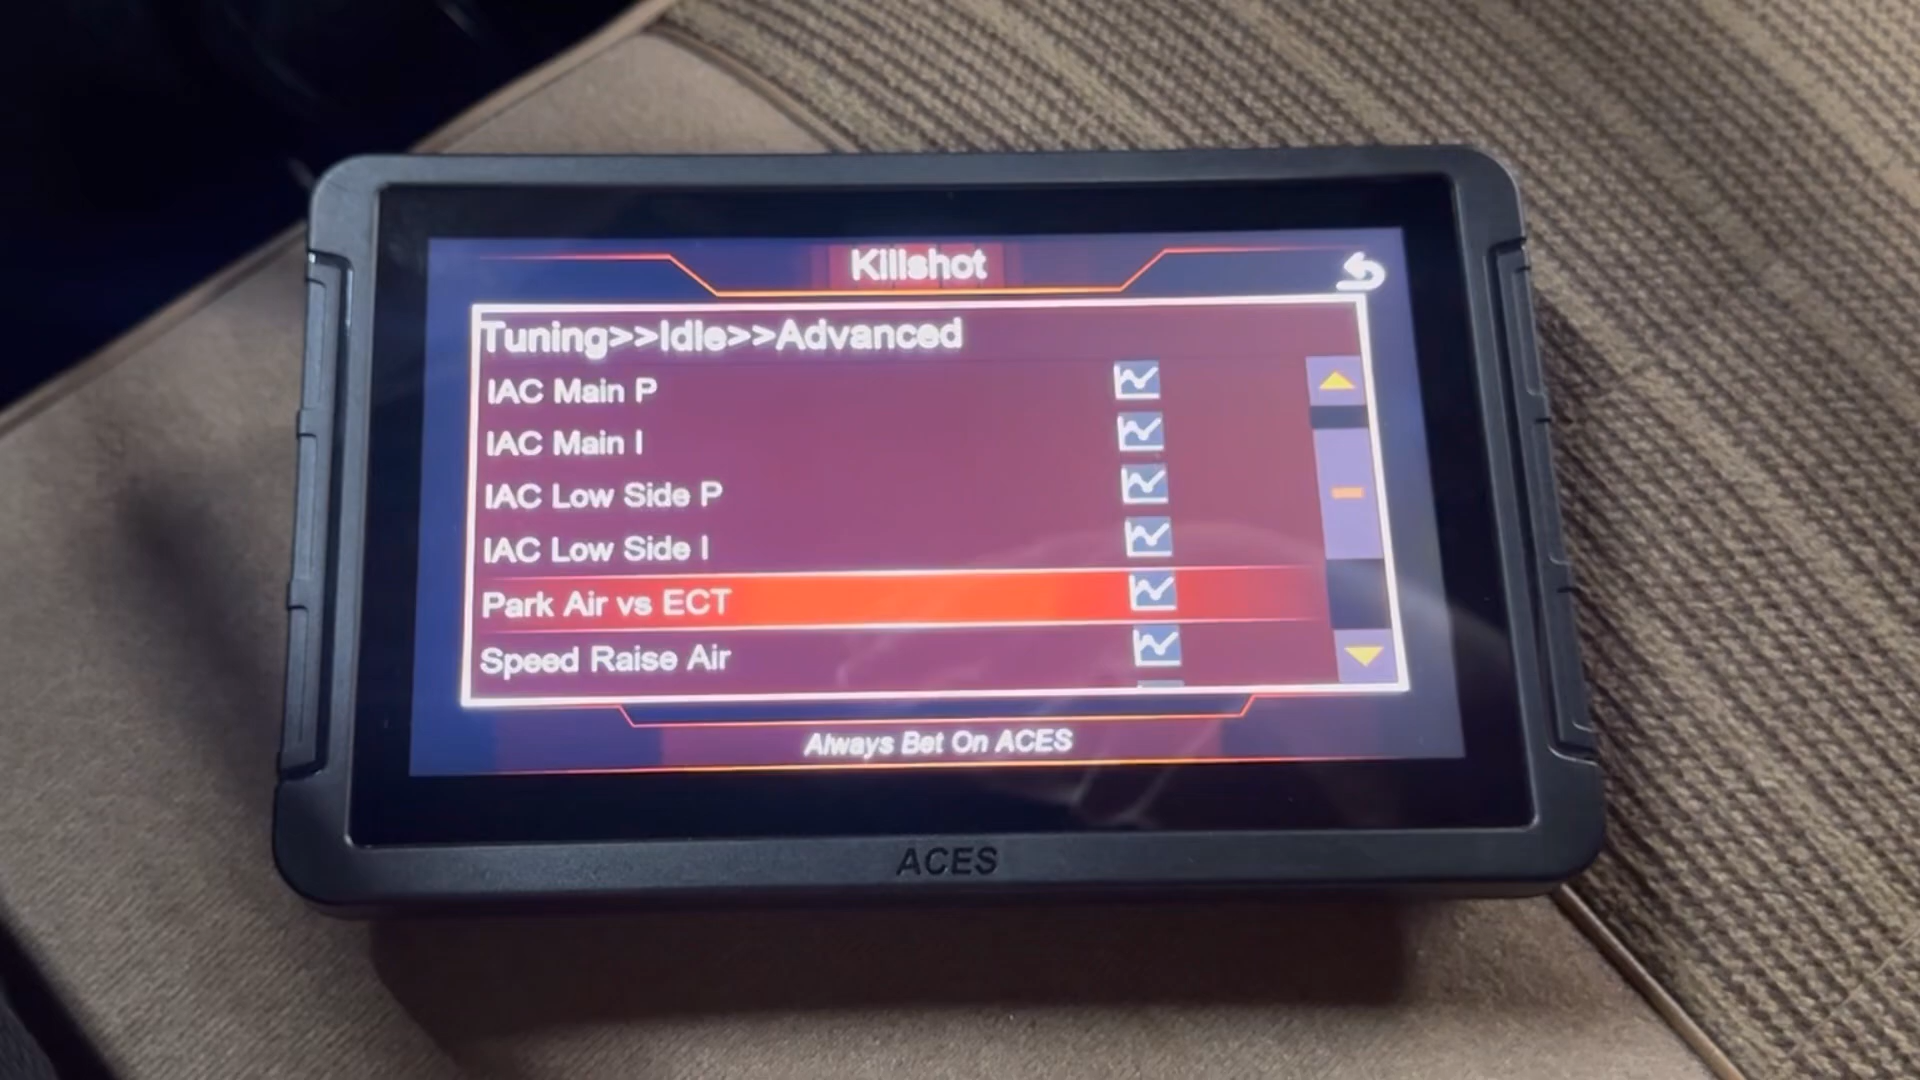 Killshot
Tuning>>Idle>>Advanced
IAC Main P
IAC Main I
IAC Low Side P
IAC Low Side I
Park Air vs ECT
Speed Raise Air
Always Bet On ACES
ACES